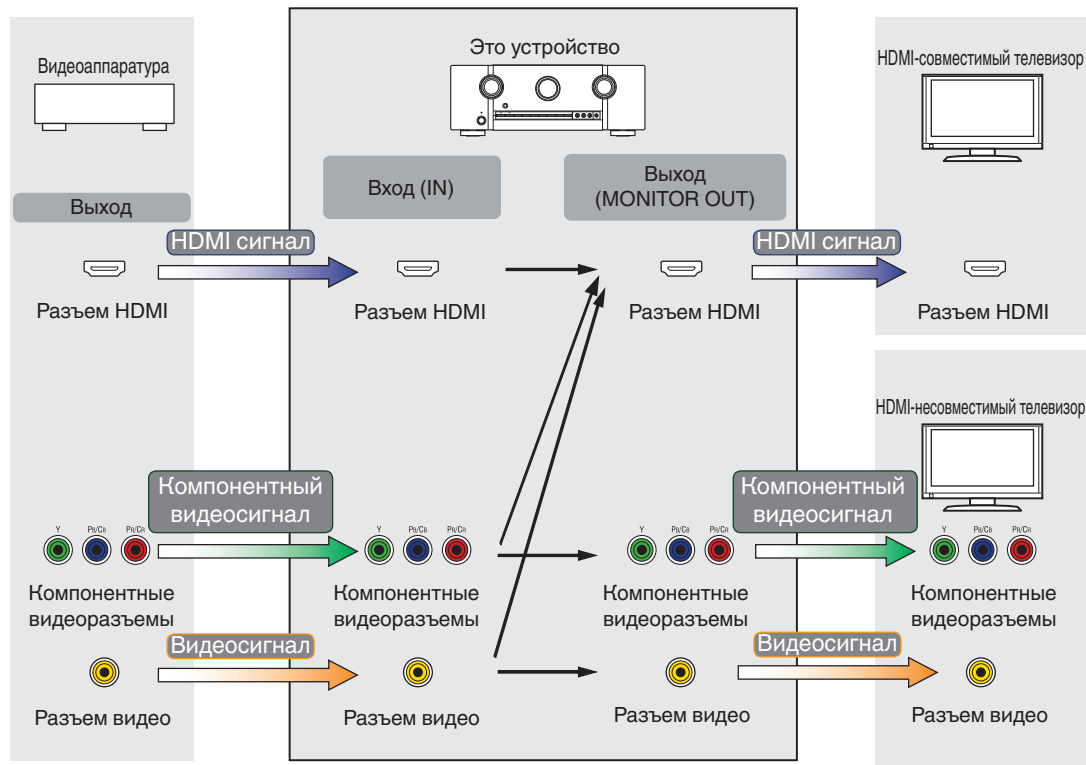 Видеоаппаратура
Это устройство
HDMI-совместимый телевизор
Выход
Вход (IN)
Выход
(MONITOR OUT)
HDMI сигнал
HDMI сигнал
Разъем HDMI
Разъем HDMI
Разъем HDMI
Разъем HDMI
HDMI-несовместимый телевизор
Компонентный
видеосигнал
Компонентный
видеосигнал
Y PB/CB PR/CR
Y PB/CB PR/CR
Y PB/CB PR/CR
Y PB/CB PR/CR
Компонентные
видеоразъемы
Компонентные
видеоразъемы
Компонентные
видеоразъемы
Компонентные
видеоразъемы
Видеосигнал
Видеосигнал
Разъем видео
Разъем видео
Разъем видео
Разъем видео